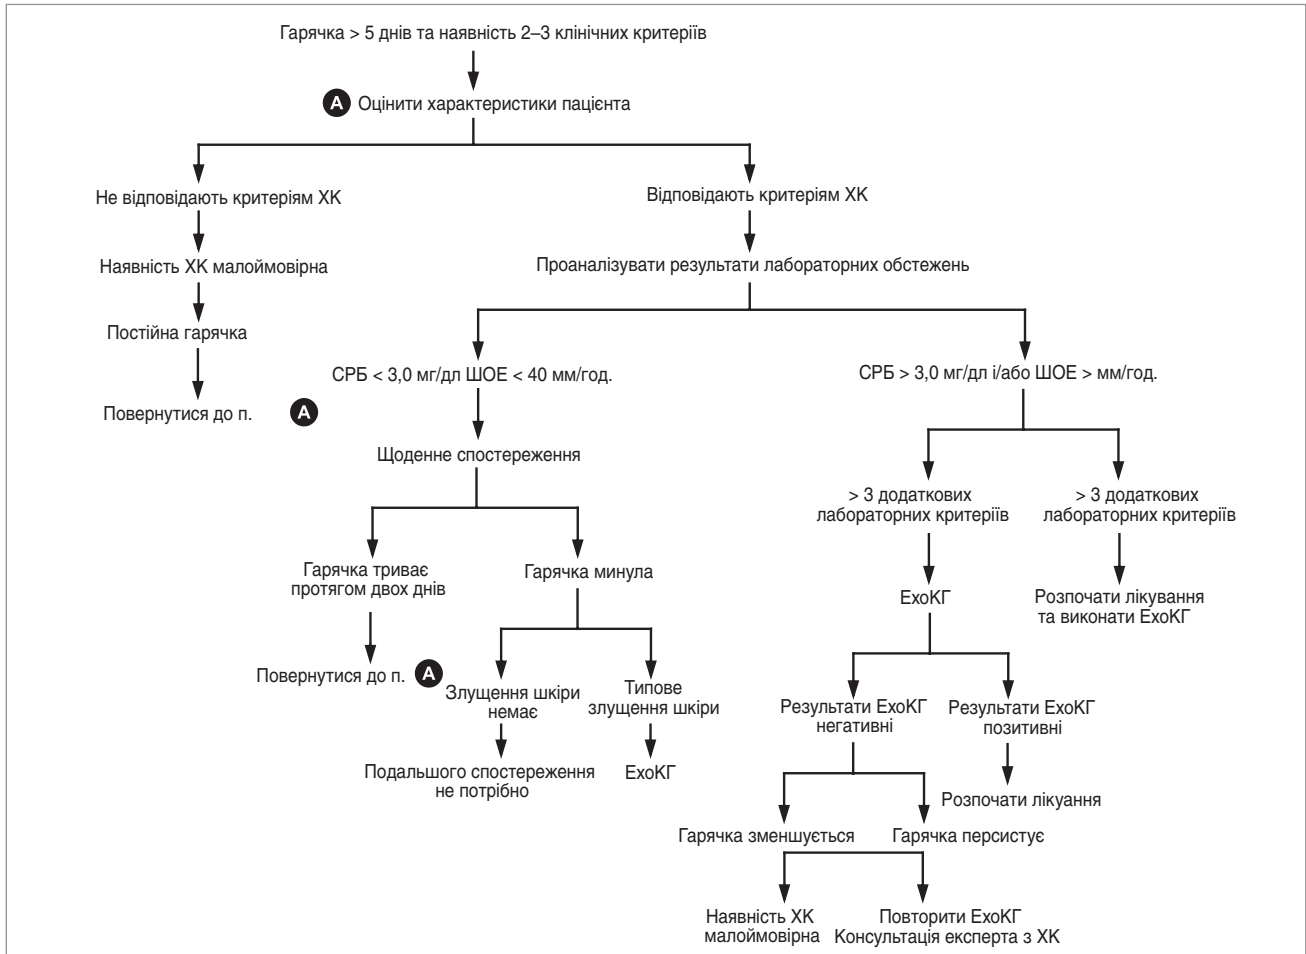 Гарячка > 5 днів та наявність 2–3 клінічних критеріїв
А Оцінити характеристики пацієнта
Не відповідають критеріям ХК
Відповідають критеріям ХК
Наявність ХК малоймовірна
Проаналізувати результати лабораторних обстежень
Постійна гарячка
СРБ < 3,0 мг/дл ШОЕ < 40 мм/год.
СРБ > 3,0 мг/дл і/або ШОЕ > мм/год.
Повернутися до п. А
Щоденне спостереження
> 3 додаткових
лабораторних критеріїв
> 3 додаткових
лабораторних критеріїв
Гарячка триває
протягом двох днів
Гарячка минула
ЕхоКГ
Розпочати лікування
та виконати ЕхоКГ
Повернутися до п. А
Злущення шкіри
немає
Типове
злущення шкіри
Результати ЕхоКГ
негативні
Результати ЕхоКГ
позитивні
Подальшого спостереження
не потрібно
ЕхоКГ
Розпочати лікуання
Гарячка зменшується
Гарячка персистує
Наявність ХК
малоймовірна
Повторити ЕхоКГ
Консультація експерта з ХК